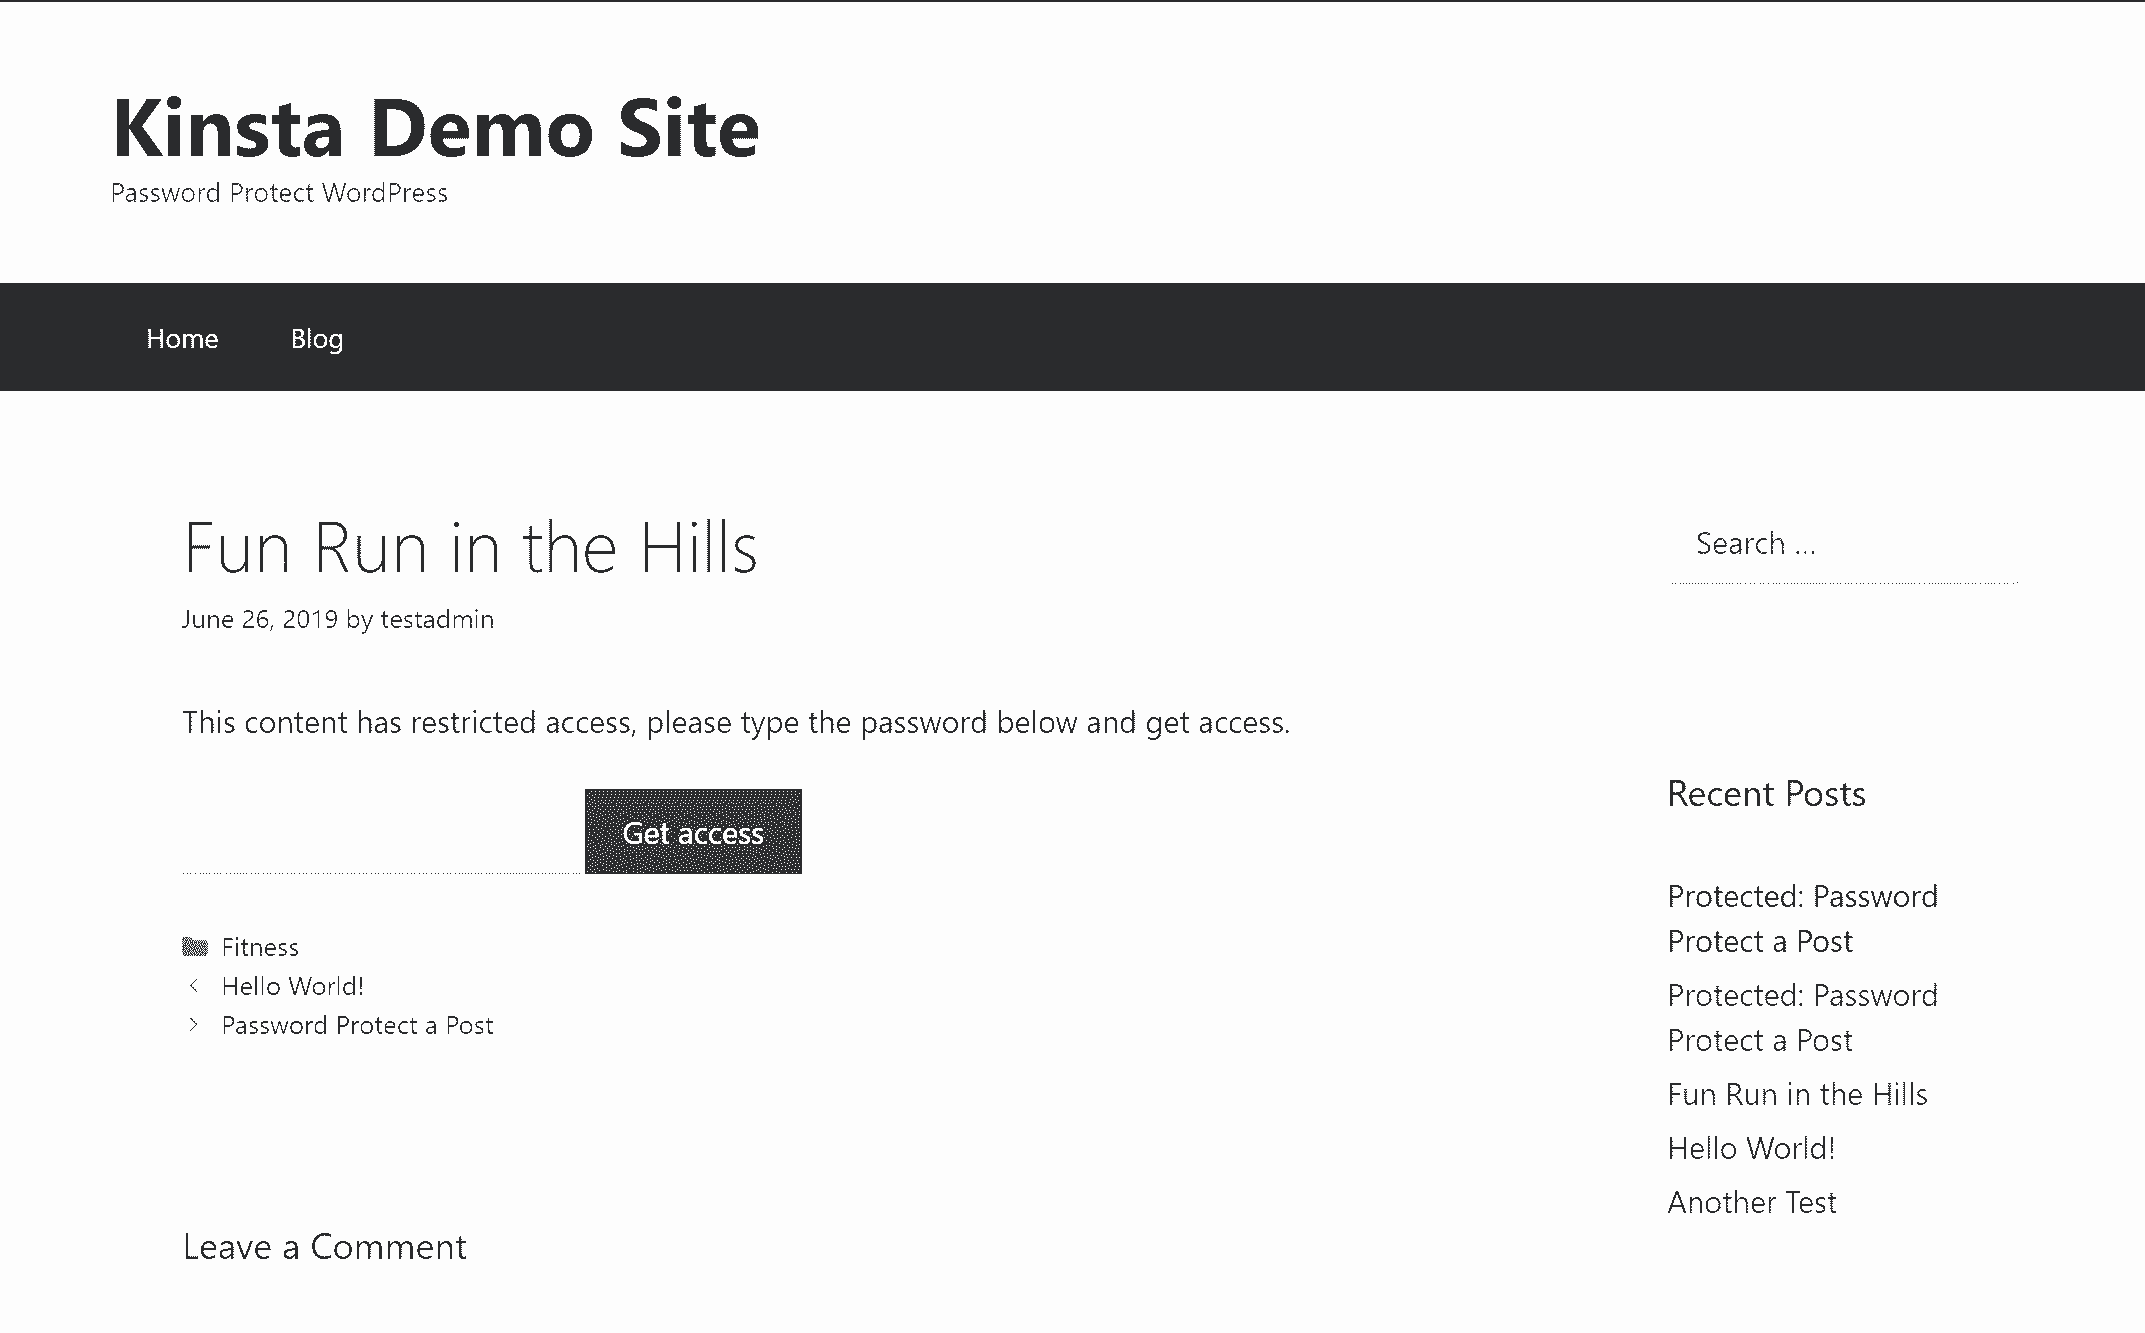 Kinsta Demo Site
Password Protect WordPress
Home
Blog
Fun Run in the Hills
June 26, 2019 by testadmin
This content has restricted access, please type the password below and get access.
Get access
Fitness
Hello World!
Password Protect a Post
Leave a Comment
Search ...
Recent Posts
Protected: Password
Protect a Post
Protected: Password
Protect a Post
Fun Run in the Hills
Hello World!
Another Test